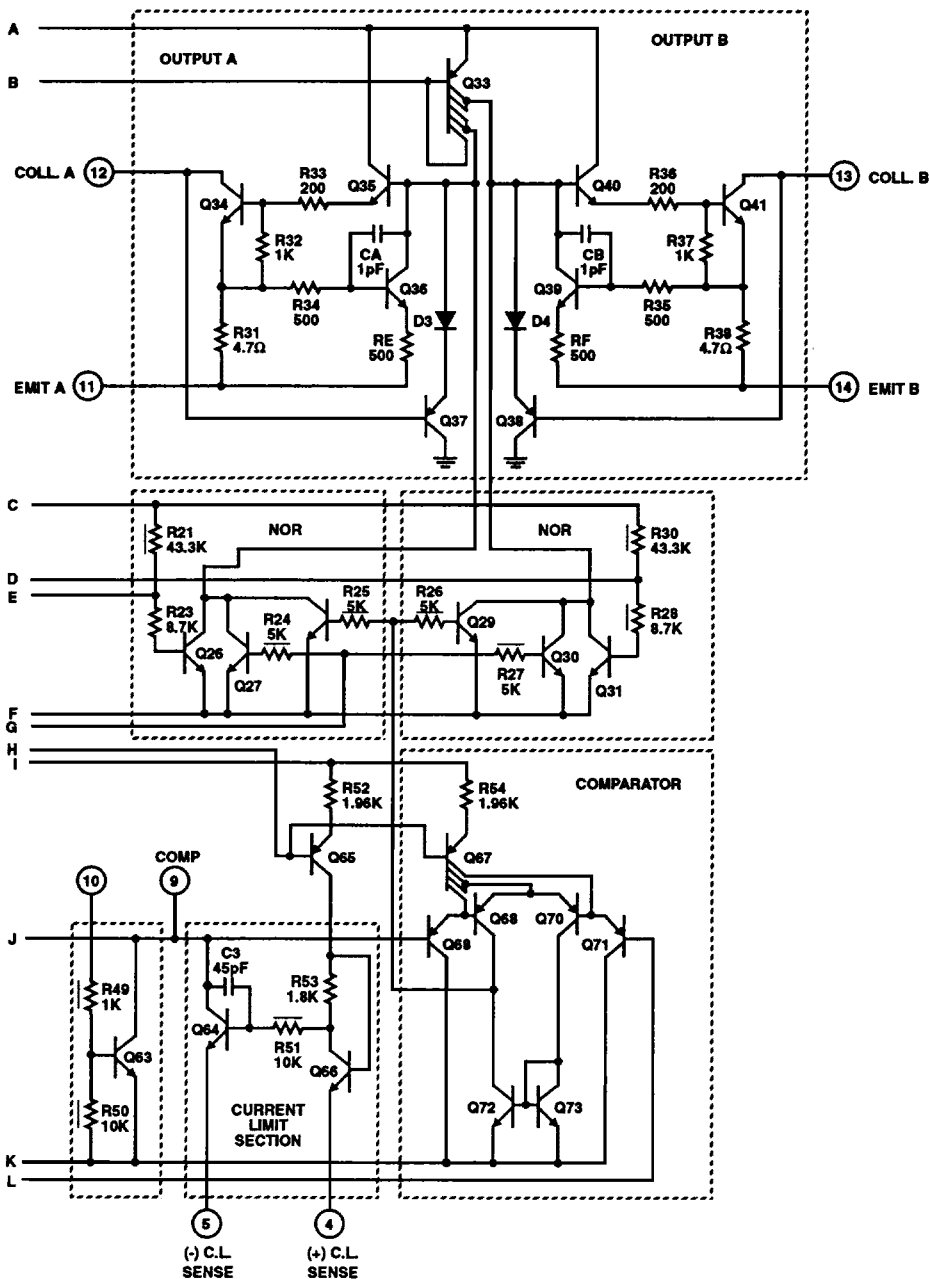 A
OUTPUT A
OUTPUT B
B
Q33
COLL. A
12
R33
200
Q35
Q40
R36
200
13
COLL. B
Q34
Q41
R32
1K
CA
1pF
CB
1pF
R37
1K
Q36
Q39
R34
500
D3
D4
R35
500
R31
4.7Ω
RE
500
RF
500
R38
4.7Ω
EMIT A
11
14
EMIT B
Q37
Q38
C
R21
43.3K
NOR
NOR
R30
43.3K
D
E
R23
8.7K
R24
5K
R25
5K
R26
5K
Q29
R28
8.7K
Q26
Q27
R27
5K
Q30
Q31
F
G
H
I
R52
1.96K
R54
1.96K
COMPARATOR
COMP
Q65
Q67
10
9
Q68
Q70
J
Q68
Q71
C3
45pF
R53
1.8K
R49
1K
Q64
R51
10K
Q63
Q66
R50
10K
CURRENT
LIMIT
SECTION
Q72
Q73
K
L
5
4
(-) C.L.
SENSE
(+) C.L.
SENSE